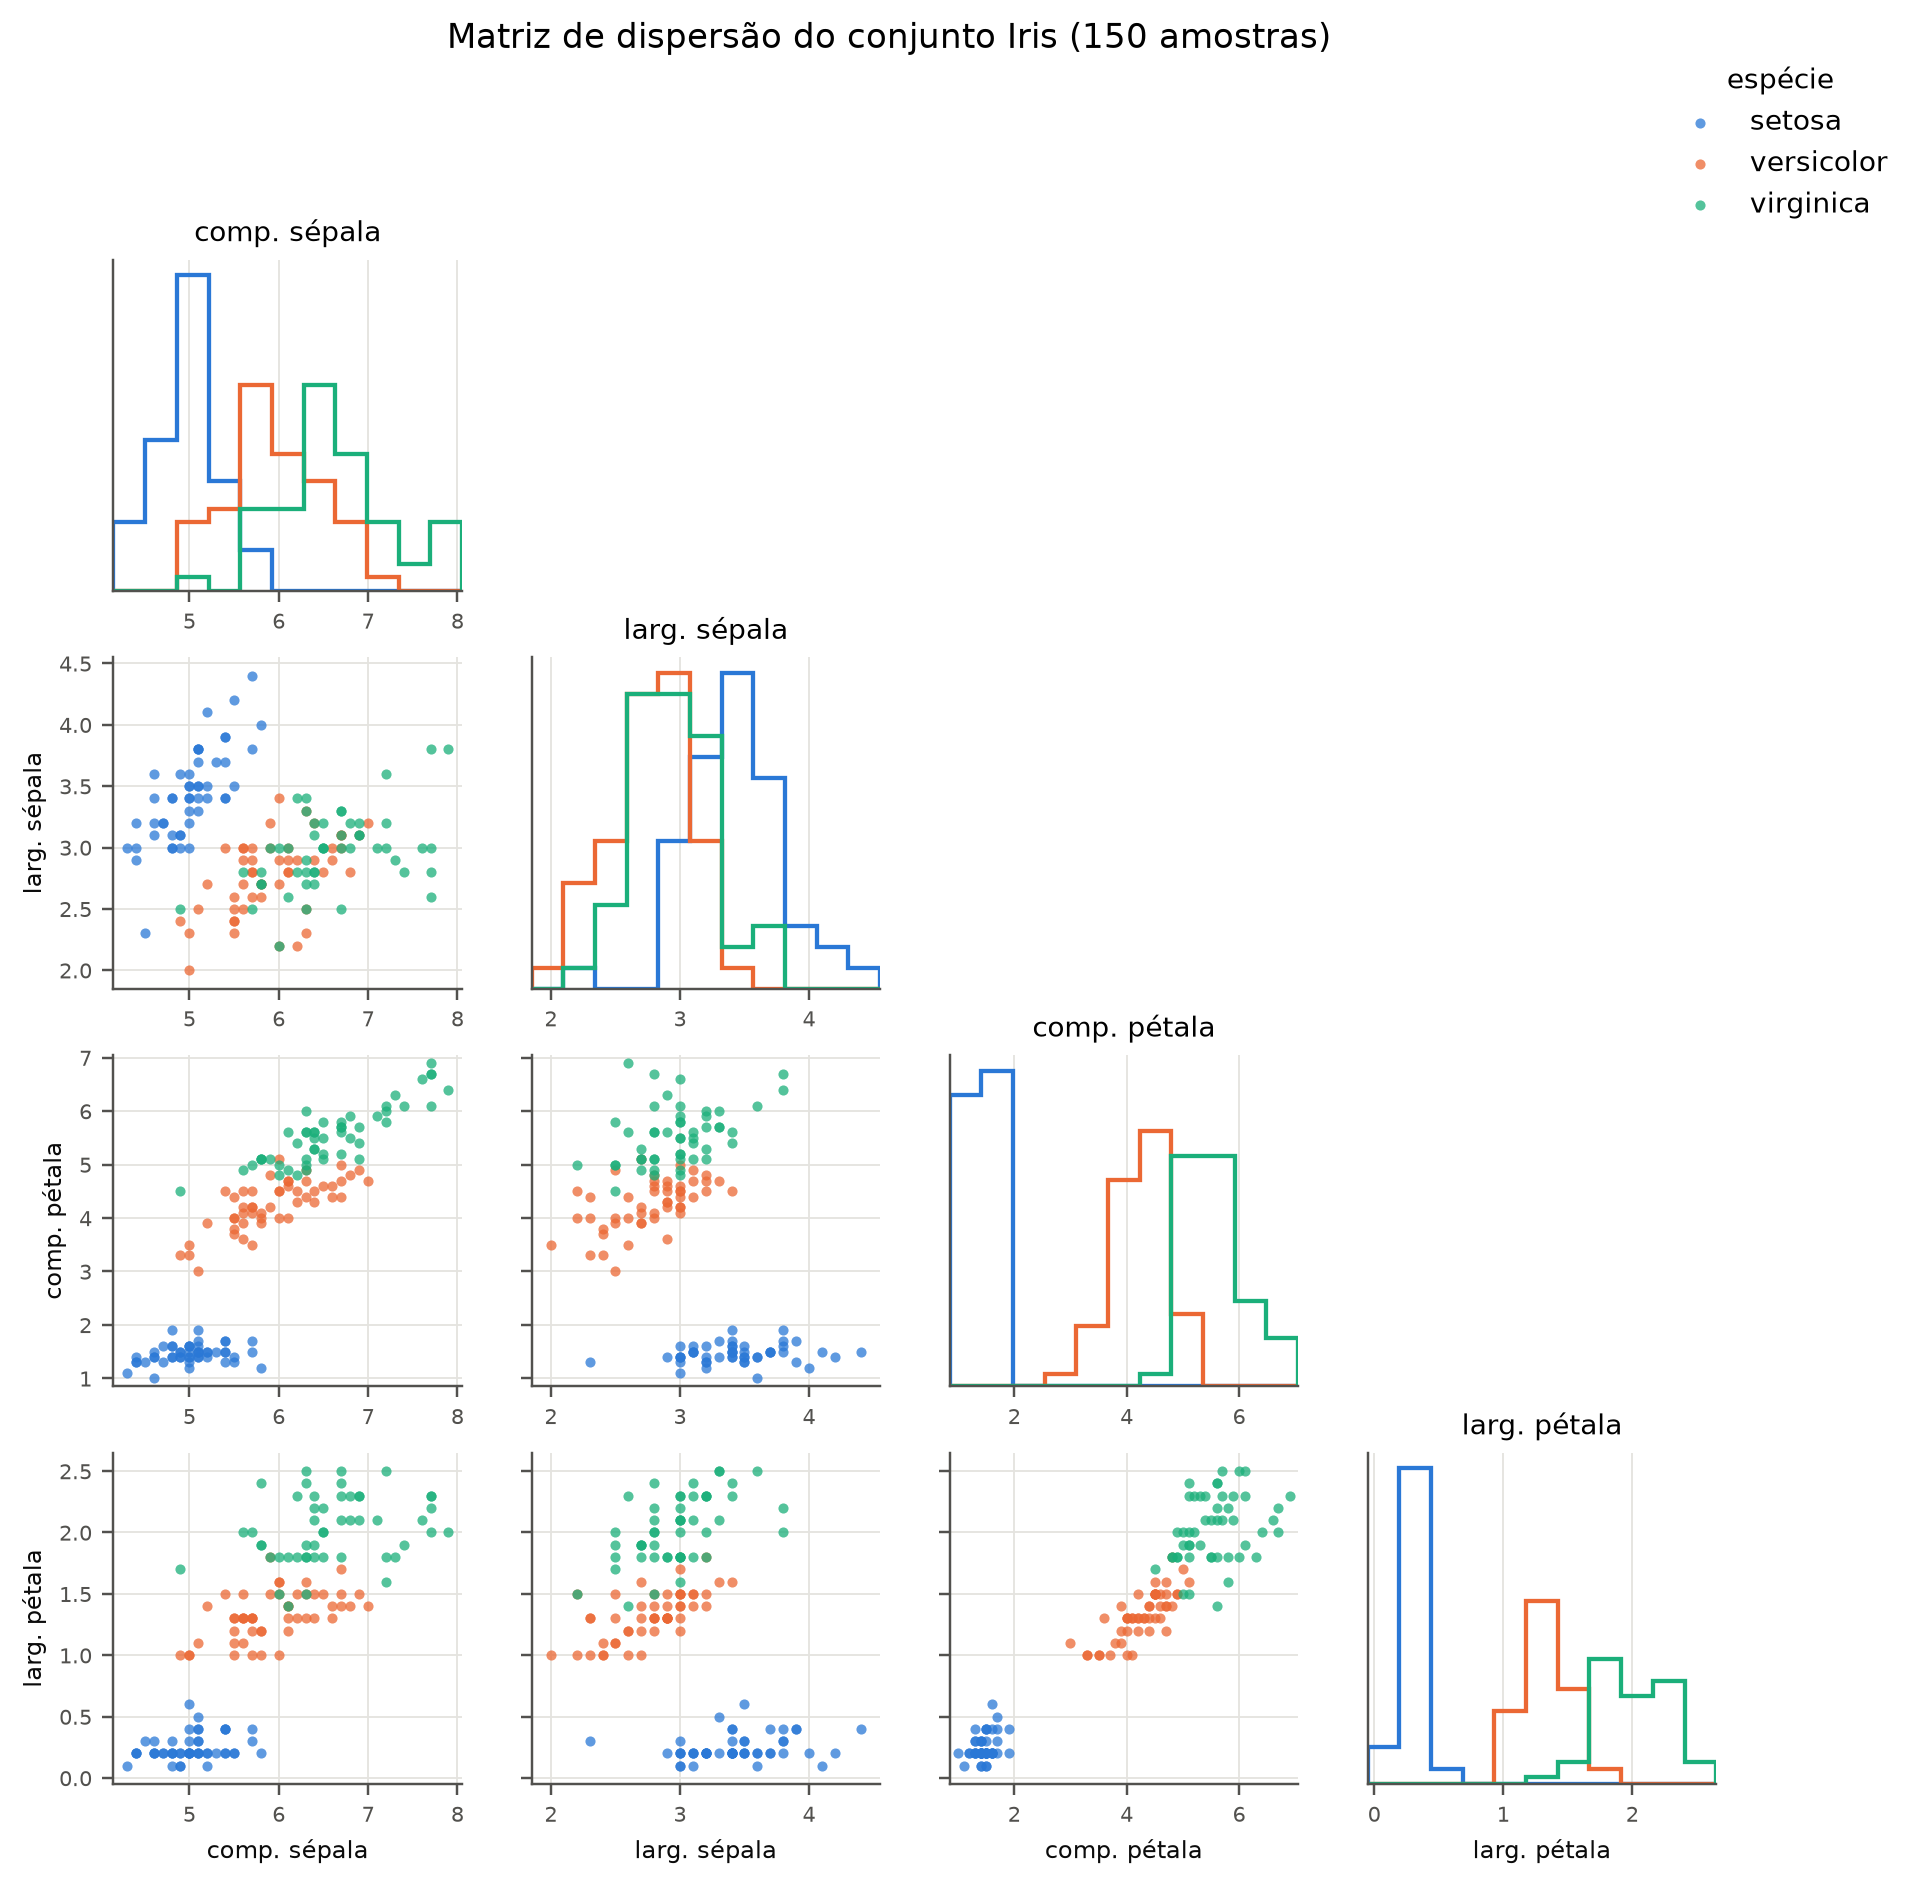 Matriz de dispersão do conjunto Iris (150 amostras)
espécie
setosa
versicolor
virginica
comp. sépala
5 6 7 8
larg. sépala
4.5
4.0
3.5
3.0
2.5
2.0
larg. sépala
5 6 7 8
2 3 4
comp. pétala
7
6
5
4
3
2
1
comp. pétala
5 6 7 8
2 3 4
2 4 6
larg. pétala
2.5
2.0
1.5
1.0
0.5
0.0
larg. pétala
5 6 7 8
2 3 4
2 4 6
0 1 2
comp. sépala
larg. sépala
comp. pétala
larg. pétala